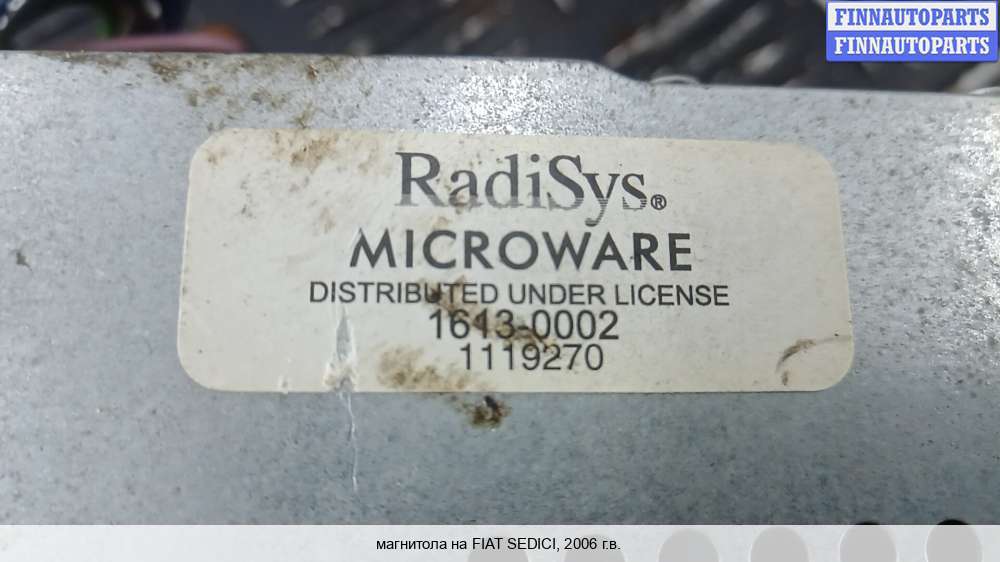 FINNAUTOPARTS
FINNAUTOPARTS
RadiSys®
MICROWARE
DISTRIBUTED UNDER LICENSE
1613-0002
1119270
магнитола на FIAT SEDICI, 2006 г.в.